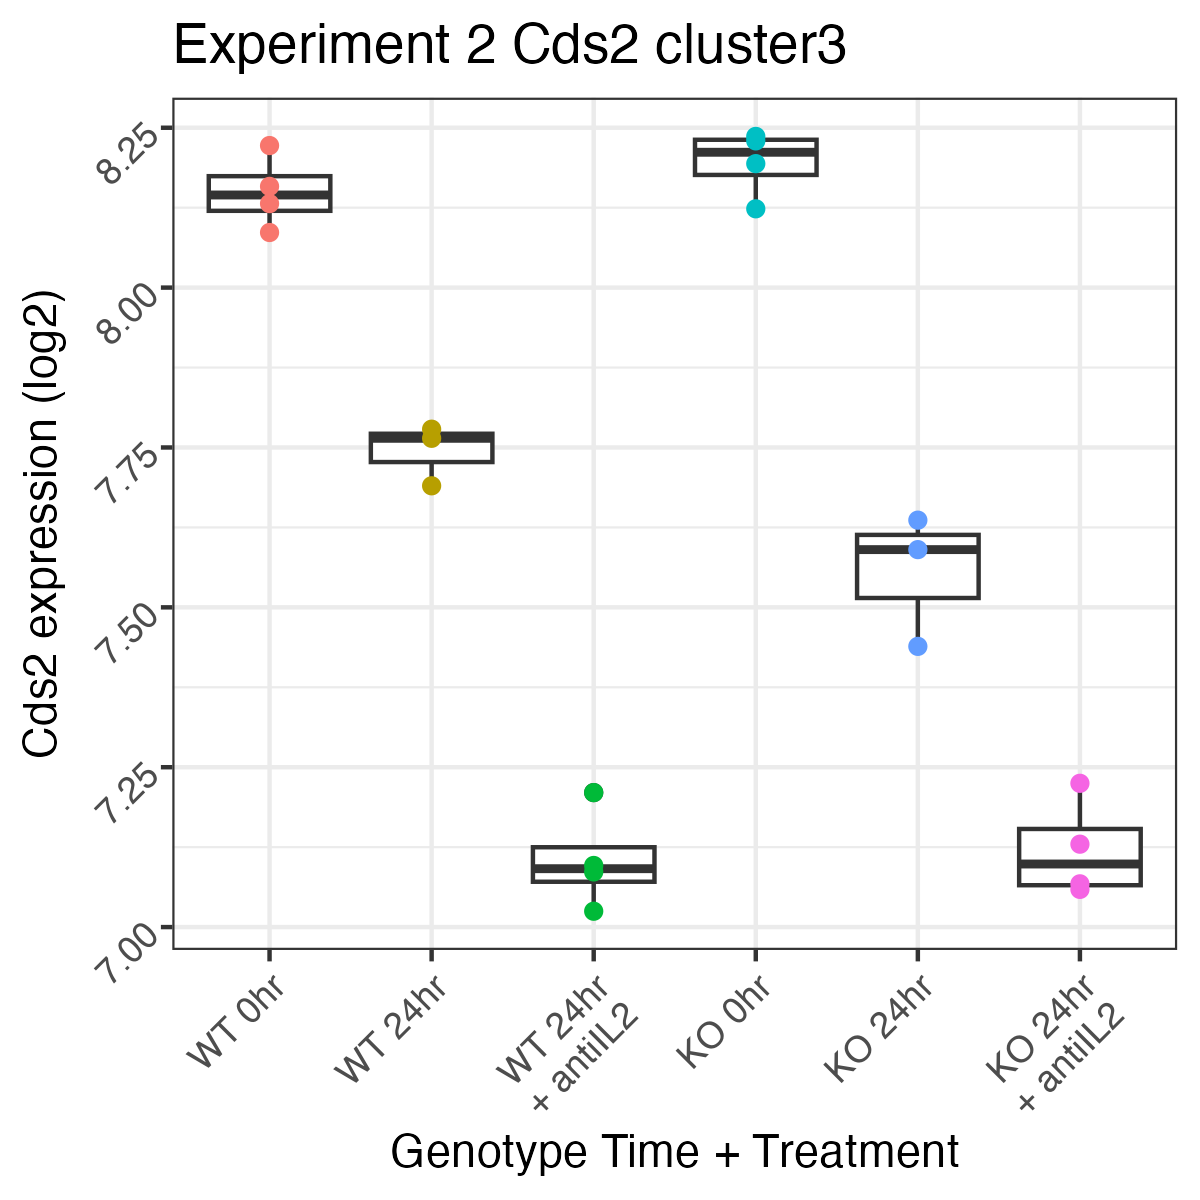 Experiment 2 Cds2 cluster3
Cds2 expression (log2)
8.25
8.00
7.75
7.50
7.25
7.00
WT 0hr
WT 24hr
WT 24hr
+ antiIL2
KO 0hr
KO 24hr
KO 24hr
+ antiIL2
Genotype Time + Treatment